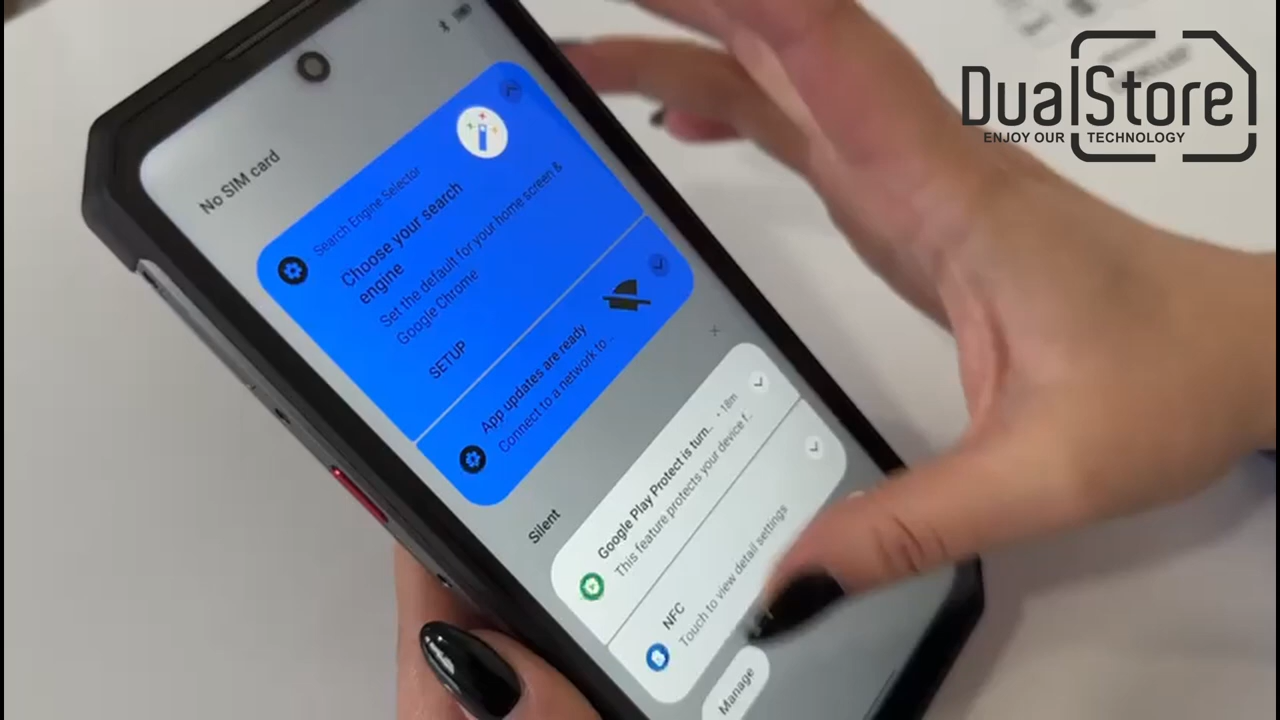 DualStore
ENJOY OUR TECHNOLOGY
No SIM card
Search Engine Selector
Choose your search
engine
Set the default for your home screen &
Google Chrome
SETUP
App updates are ready
Connect to a network to...
Silent
Google Play Protect is turn... • 18m
This feature protects your device f...
NFC
Touch to view detail settings
Manage